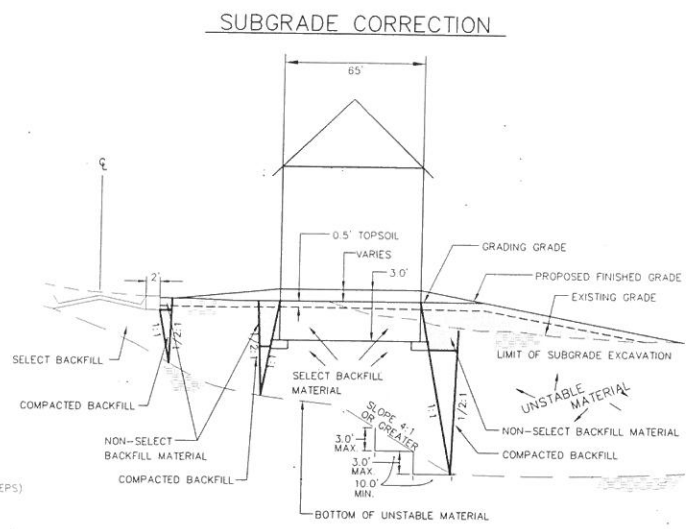 SUBGRADE CORRECTION
65'
℄
0.5' TOPSOIL
VARIES
3.0'
GRADING GRADE
PROPOSED FINISHED GRADE
EXISTING GRADE
2'
1:1
1/2:1
1/2:1
1:1
1:1
1/2:1
SELECT BACKFILL
COMPACTED BACKFILL
NON-SELECT
BACKFILL MATERIAL
COMPACTED BACKFILL
SELECT BACKFILL
MATERIAL
LIMIT OF SUBGRADE EXCAVATION
UNSTABLE
MATERIAL
NON-SELECT BACKFILL MATERIAL
COMPACTED BACKFILL
SLOPE 4:1
OR GREATER
3.0'
MAX.
3.0'
MAX.
10.0'
MIN.
BOTTOM OF UNSTABLE MATERIAL
EPS)